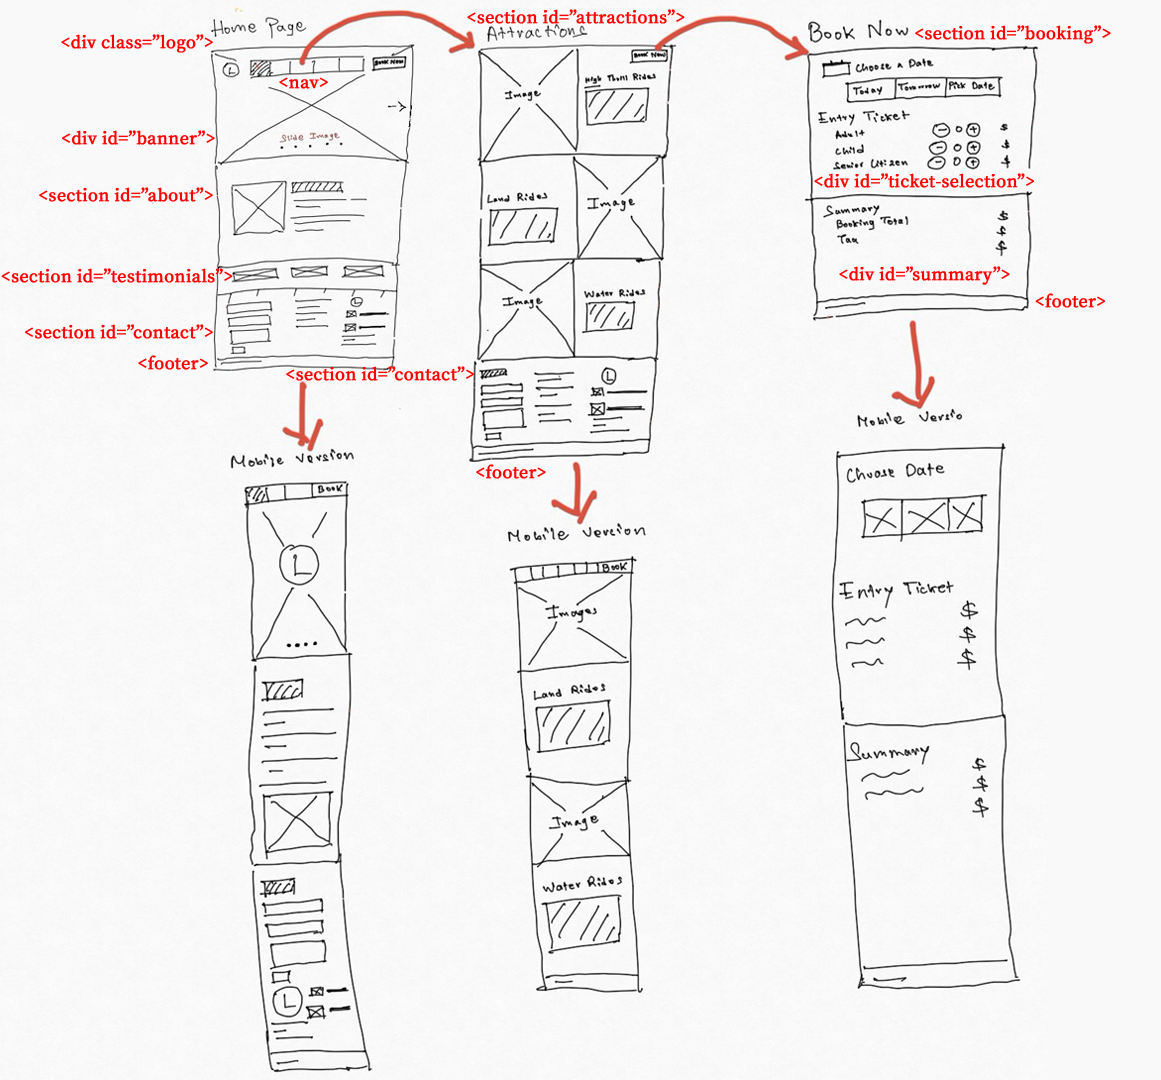 Home Page
<div class="logo">
L
Book Now
<nav>
<div id="banner">
Slide Image
<section id="about">
<section id="testimonials">
<section id="contact">
<footer>
<section id="attractions">
Attractions
Book Now
Image
High Thrill Rides
Land Rides
Image
Image
Water Rides
<section id="contact">
L
<footer>
Book Now
<section id="booking">
Choose a Date
Today
Tomorrow
Pick Date
Entry Ticket
Adult - 0 + $
Child - 0 + $
Senior Citizen - 0 + $
<div id="ticket-selection">
Summary $
Booking Total $
Tax $
<div id="summary">
<footer>
Mobile Version
Book
L
L
Mobile Version
Book
Images
Land Rides
Image
Water Rides
Mobile Versio
Choose Date
Entry Ticket
$
$
$
Summary
$
$
$